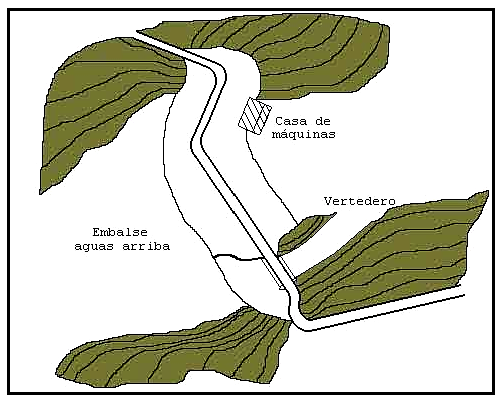 Casa de
máquinas
Vertedero
Embalse
aguas arriba